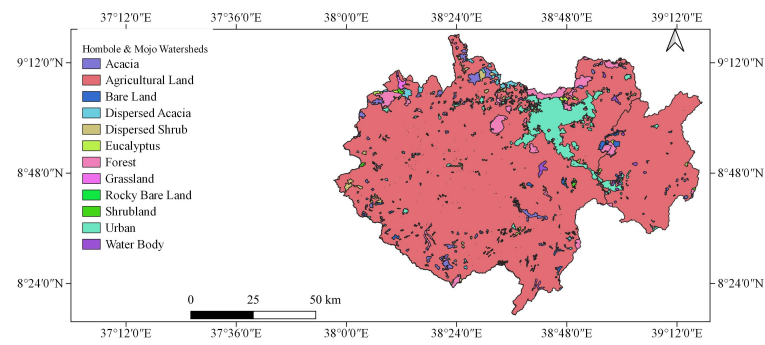 37°12′0″E 37°36′0″E 38°0′0″E 38°24′0″E 38°48′0″E 39°12′0″E
Hombole & Mojo Watersheds
Acacia
Agricultural Land
Bare Land
Dispersed Acacia
Dispersed Shrub
Eucalyptus
Forest
Grassland
Rocky Bare Land
Shrubland
Urban
Water Body
9°12′0″N 9°12′0″N
8°48′0″N 8°48′0″N
8°24′0″N 8°24′0″N
0 25 50 km
37°12′0″E 37°36′0″E 38°0′0″E 38°24′0″E 38°48′0″E 39°12′0″E